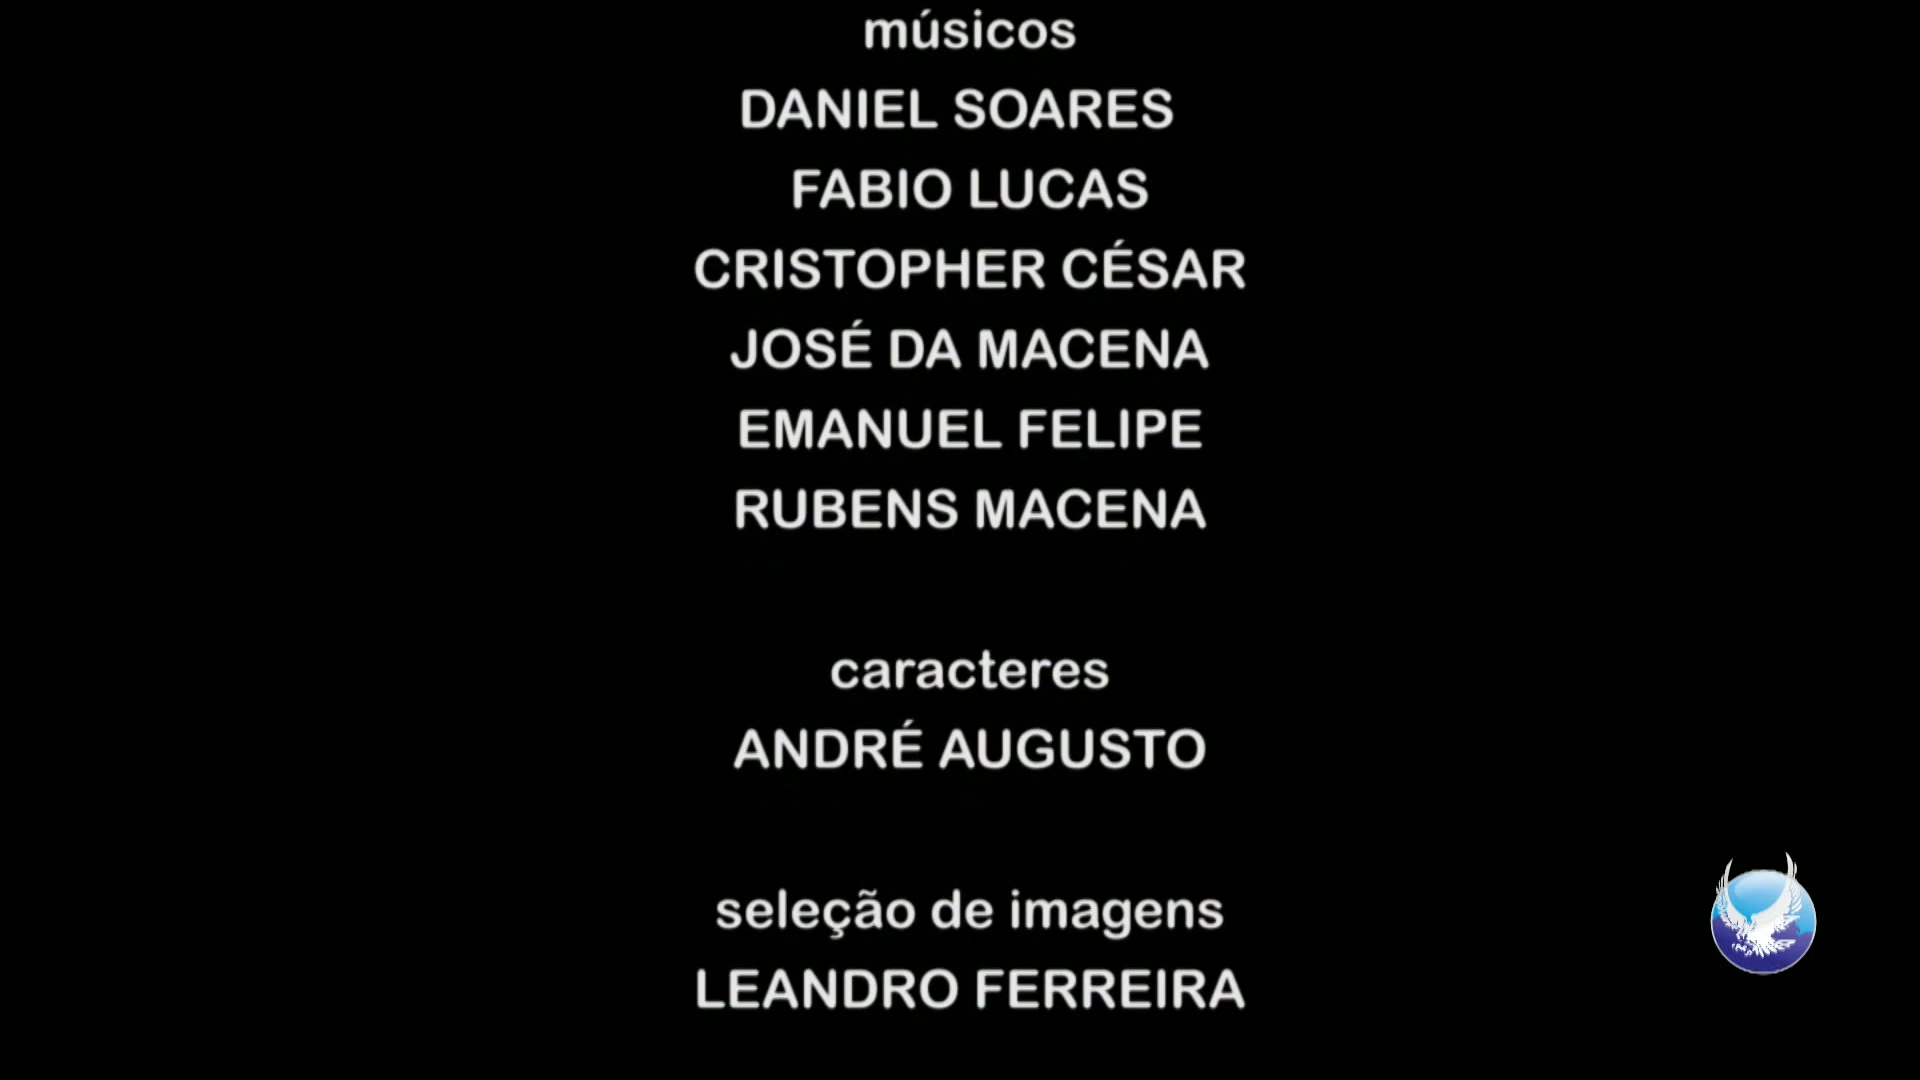 músicos
DANIEL SOARES
FABIO LUCAS
CRISTOPHER CÉSAR
JOSÉ DA MACENA
EMANUEL FELIPE
RUBENS MACENA
caracteres
ANDRÉ AUGUSTO
seleção de imagens
LEANDRO FERREIRA